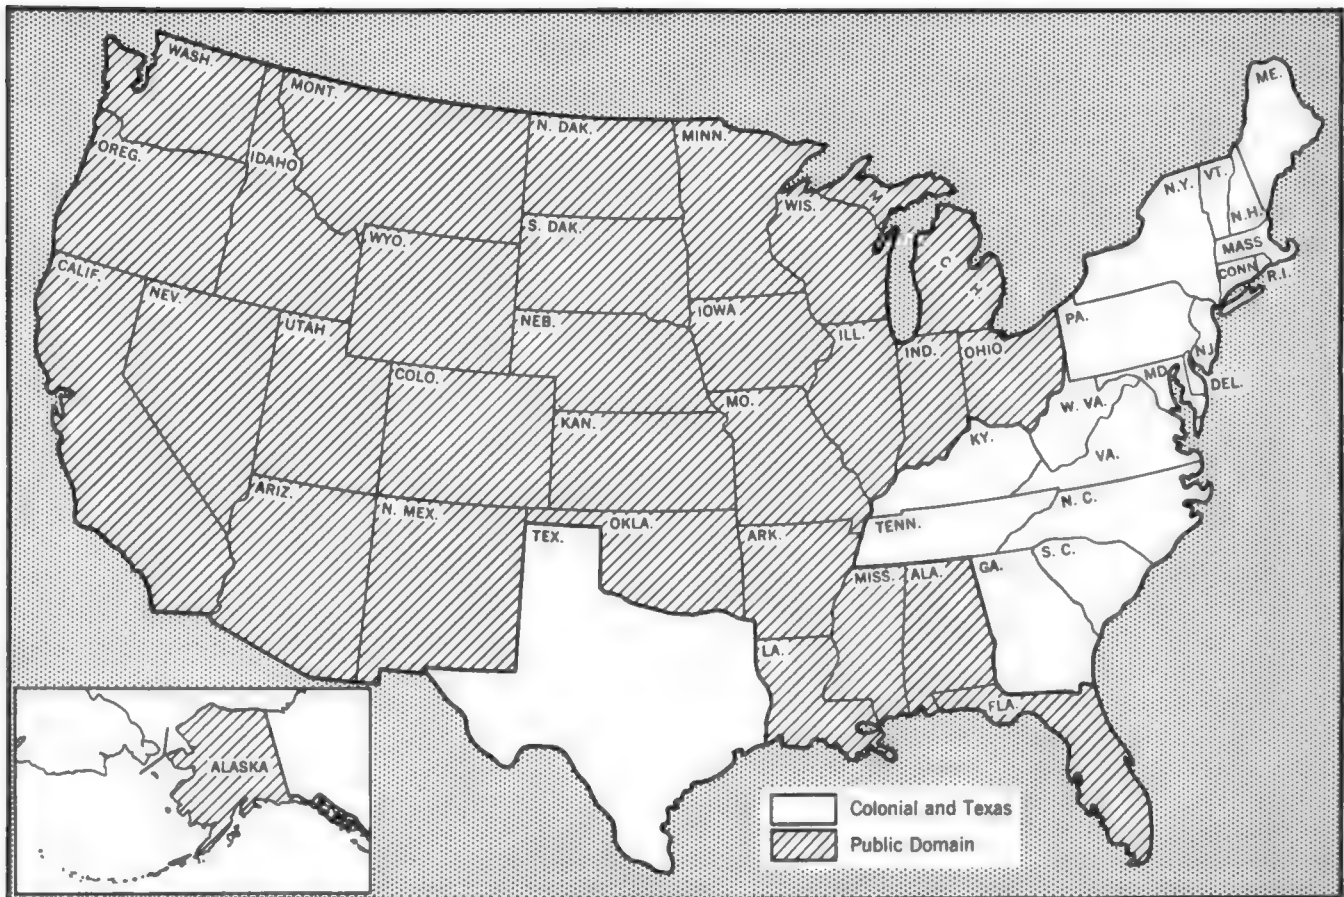 WASH.
MONT.
N. DAK.
MINN.
ME.
OREG.
IDAHO
N.Y.
VT.
WIS.
M
I
C
H
S. DAK.
WYO.
N.H.
MASS
CONN
R.I.
CALIF.
NEV.
UTAH
NEB.
IOWA
ILL.
IND.
OHIO
PA.
NJ
COLO.
MD.
DEL.
KAN.
MO.
W. VA.
KY.
VA.
ARIZ.
N. MEX.
OKLA.
TEX.
ARK.
TENN.
N. C.
S. C.
MISS.
ALA.
GA.
LA.
FLA.
ALASKA
Colonial and Texas
Public Domain